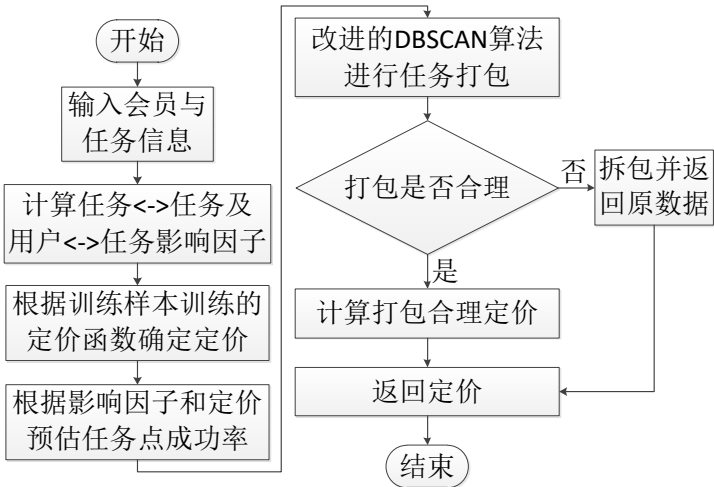 开始
输入会员与
任务信息
计算任务<->任务及
用户<->任务影响因子
根据训练样本训练的
定价函数确定定价
根据影响因子和定价
预估任务点成功率
改进的DBSCAN算法
进行任务打包
打包是否合理
否
拆包并返
回原数据
是
计算打包合理定价
返回定价
结束